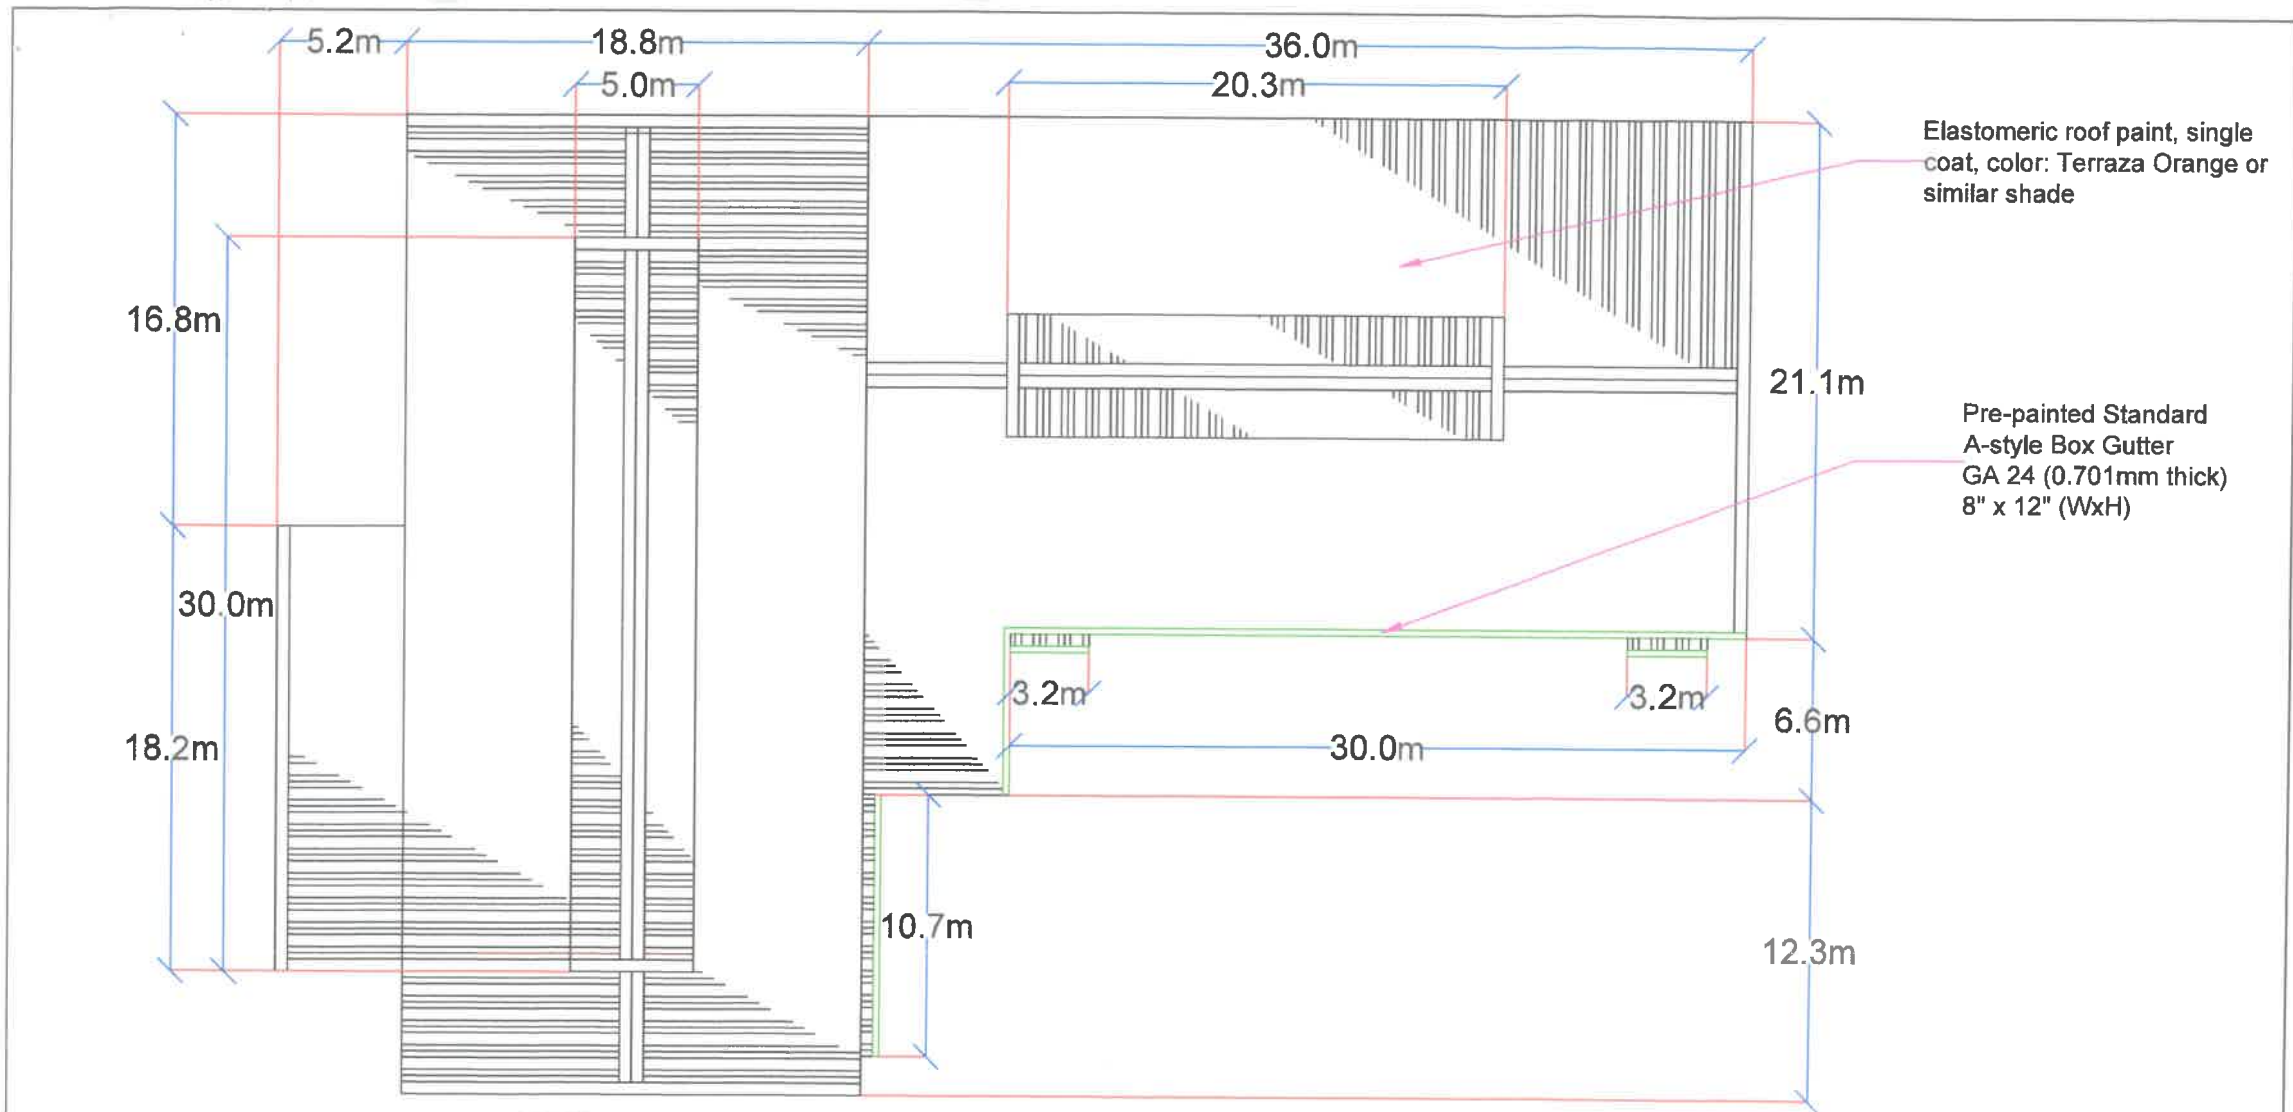 5.2m
18.8m
36.0m
5.0m
20.3m
Elastomeric roof paint, single
coat, color: Terraza Orange or
similar shade
16.8m
21.1m
Pre-painted Standard
A-style Box Gutter
GA 24 (0.701mm thick)
8" x 12" (WxH)
30.0m
3.2m
3.2m
6.6m
18.2m
30.0m
10.7m
12.3m